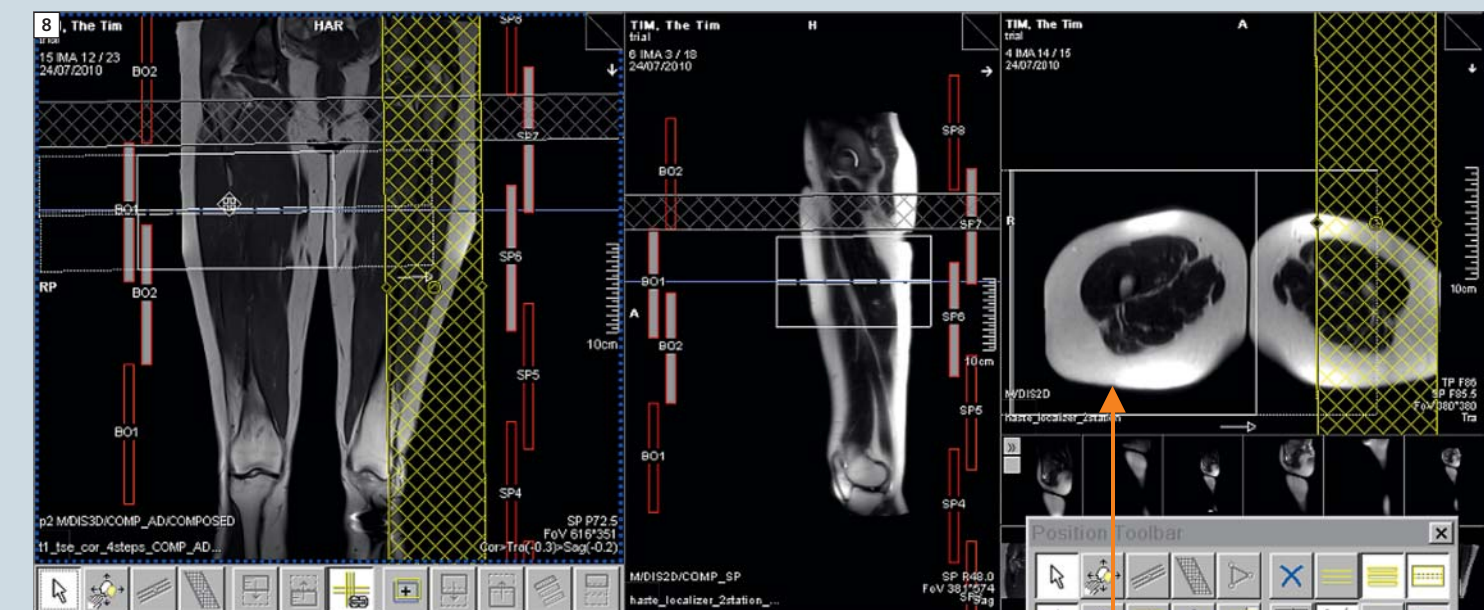 8
, The Tim
trial
15 IMA 12 / 23
24/07/2010
HAR
BO2
SP8
SP7
BO1
SP6
RP
BO2
10cm
SP5
BO1
SP4
p2 M/DIS3D/COMP_AD/COMPOSED
t1_tse_cor_4steps_COMP_AD...
SP P72.5
FoV 616*351
Cor>Tra(-0.3)>Sag(-0.2)
TIM, The Tim
trial
6 IMA 3 / 18
24/07/2010
H
SP8
BO2
SP7
BO1
A
SP6
BO2
10cm
SP5
BO1
SP4
M/DIS2D/COMP_SP
haste_localizer_2station_...
SP R48.0
Sag
TIM, The Tim
trial
4 IMA 14 / 15
24/07/2010
A
R
10cm
M/DIS2D
haste_localizer_2station
TP F86
SP F85.5
FoV 380*380
Tra
Position Toolbar